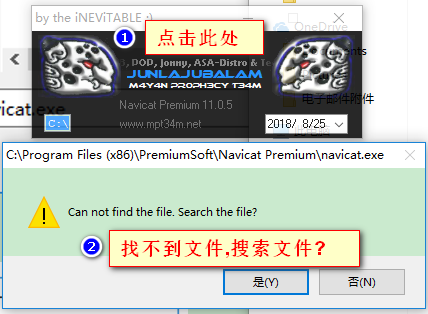 by the iNEViTABLE :)
OneDrive
① 点击此处
DOD, Jonny, ASA-Distro & Te
JUNLAJUBALAM
M4Y4N PR0PH3CY T34M
电子邮件附件
vicat.exe
Navicat Premium 11.0.5
www.mpt34m.net
C:\
2018/ 8/25
C:\Program Files (x86)\PremiumSoft\Navicat Premium\navicat.exe
Can not find the file. Search the file?
② 找不到文件,搜索文件?
是(Y)
否(N)